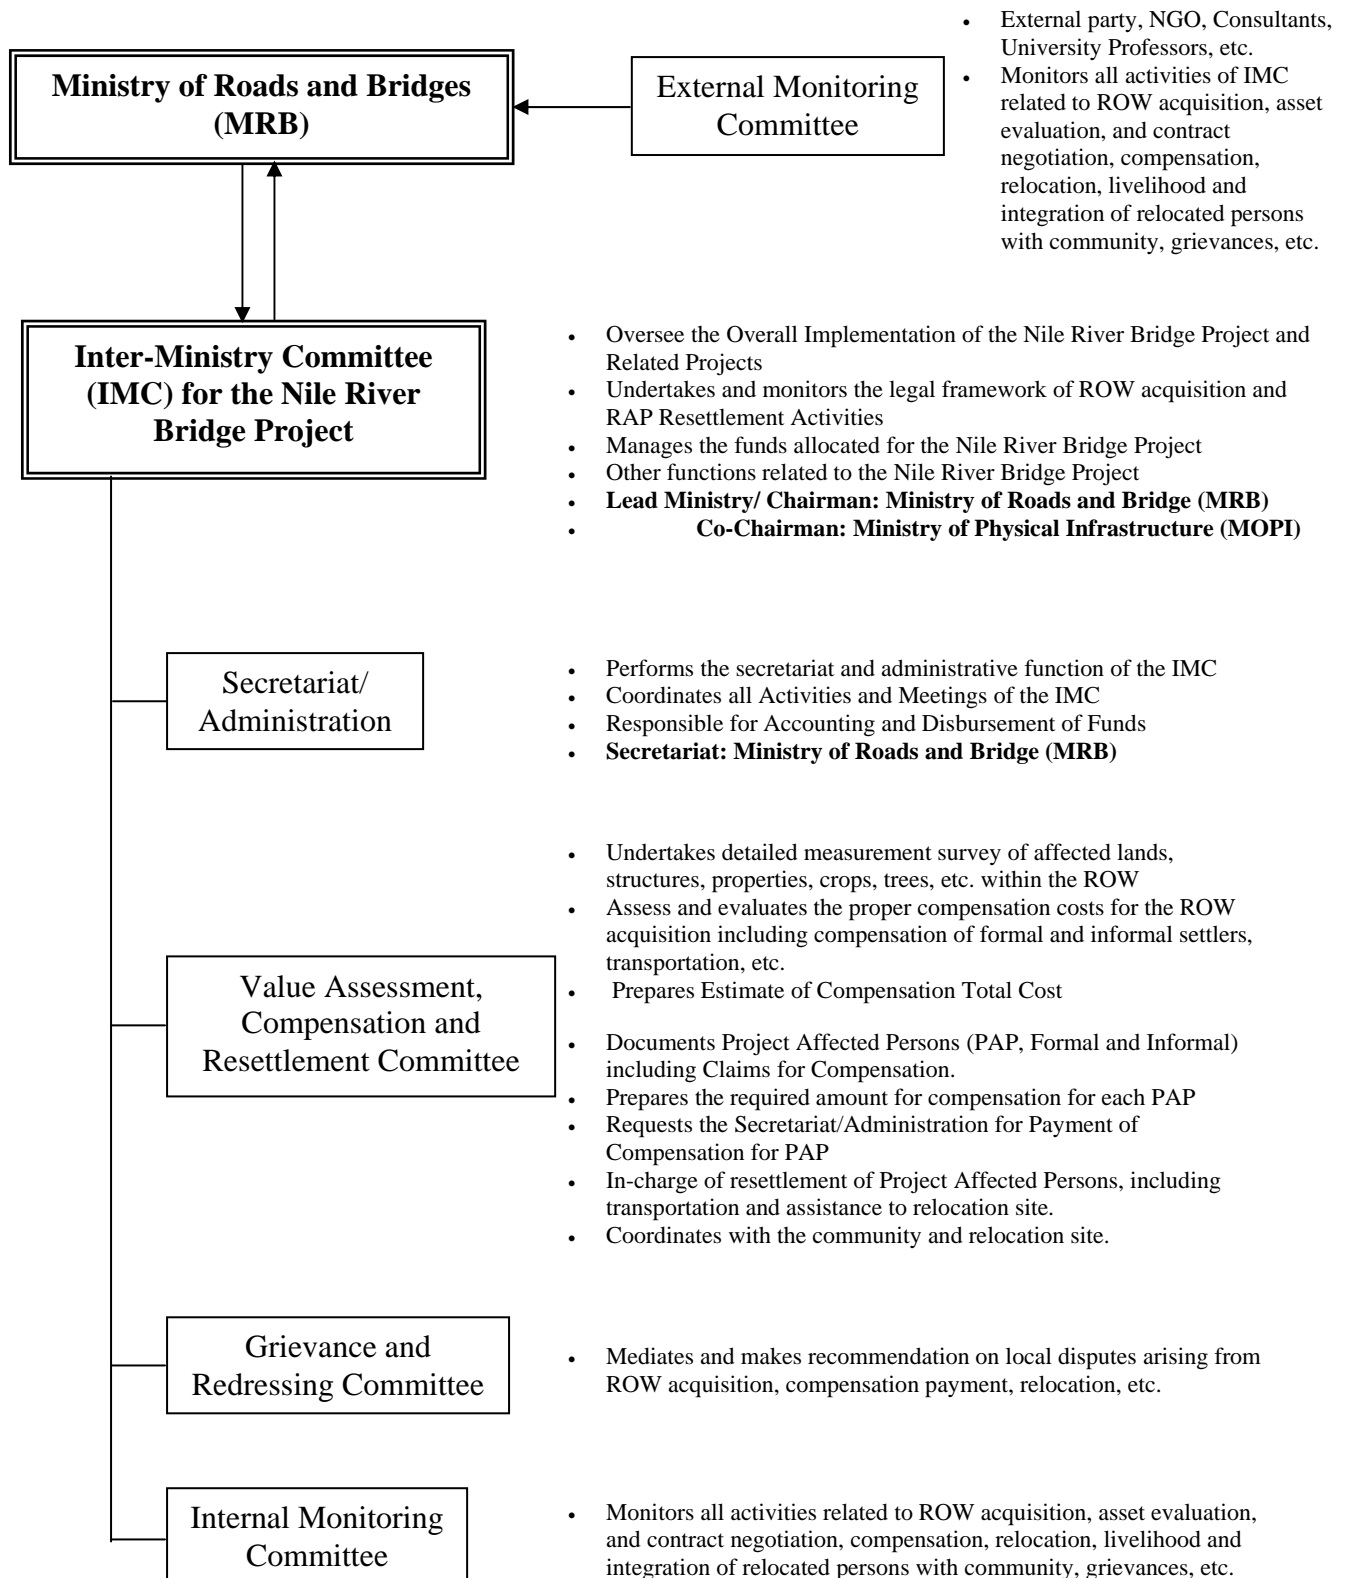 Ministry of Roads and Bridges
(MRB)
External Monitoring
Committee
• External party, NGO, Consultants,
University Professors, etc.
• Monitors all activities of IMC
related to ROW acquisition, asset
evaluation, and contract
negotiation, compensation,
relocation, livelihood and
integration of relocated persons
with community, grievances, etc.
Inter-Ministry Committee
(IMC) for the Nile River
Bridge Project
• Oversee the Overall Implementation of the Nile River Bridge Project and
Related Projects
• Undertakes and monitors the legal framework of ROW acquisition and
RAP Resettlement Activities
• Manages the funds allocated for the Nile River Bridge Project
• Other functions related to the Nile River Bridge Project
• Lead Ministry/ Chairman: Ministry of Roads and Bridge (MRB)
• Co-Chairman: Ministry of Physical Infrastructure (MOPI)
Secretariat/
Administration
• Performs the secretariat and administrative function of the IMC
• Coordinates all Activities and Meetings of the IMC
• Responsible for Accounting and Disbursement of Funds
• Secretariat: Ministry of Roads and Bridge (MRB)
Value Assessment,
Compensation and
Resettlement Committee
• Undertakes detailed measurement survey of affected lands,
structures, properties, crops, trees, etc. within the ROW
• Assess and evaluates the proper compensation costs for the ROW
acquisition including compensation of formal and informal settlers,
transportation, etc.
• Prepares Estimate of Compensation Total Cost
• Documents Project Affected Persons (PAP, Formal and Informal)
including Claims for Compensation.
• Prepares the required amount for compensation for each PAP
• Requests the Secretariat/Administration for Payment of
Compensation for PAP
• In-charge of resettlement of Project Affected Persons, including
transportation and assistance to relocation site.
• Coordinates with the community and relocation site.
Grievance and
Redressing Committee
• Mediates and makes recommendation on local disputes arising from
ROW acquisition, compensation payment, relocation, etc.
Internal Monitoring
Committee
• Monitors all activities related to ROW acquisition, asset evaluation,
and contract negotiation, compensation, relocation, livelihood and
integration of relocated persons with community, grievances, etc.